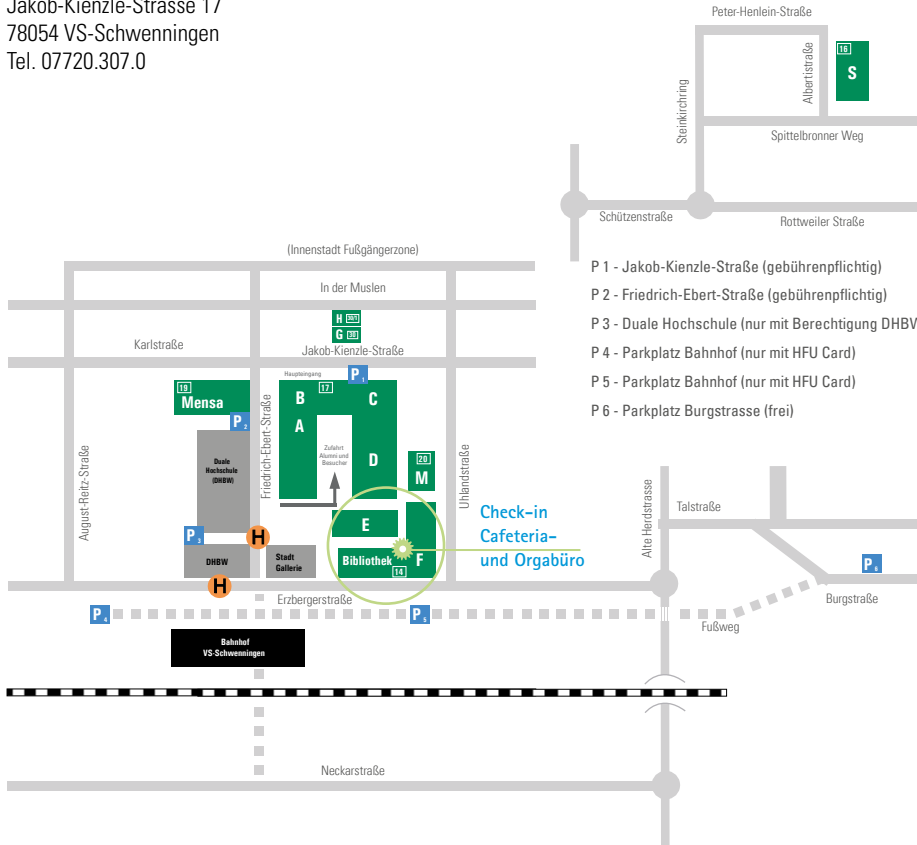 Jakob-Kienzle-Strasse 17
78054 VS-Schwenningen
Tel. 07720.307.0
Peter-Henlein-Straße
Steinkirchring
Albertistraße
16
S
Spittelbronner Weg
Schützenstraße
Rottweiler Straße
P 1 - Jakob-Kienzle-Straße (gebührenpflichtig)
P 2 - Friedrich-Ebert-Straße (gebührenpflichtig)
P 3 - Duale Hochschule (nur mit Berechtigung DHBW
P 4 - Parkplatz Bahnhof (nur mit HFU Card)
P 5 - Parkplatz Bahnhof (nur mit HFU Card)
P 6 - Parkplatz Burgstrasse (frei)
(Innenstadt Fußgängerzone)
In der Muslen
H 30/1
G 30
Karlstraße
Jakob-Kienzle-Straße
Haupteingang
P 1
19
Mensa
P 2
17
B
C
A
D
Zufahrt
Alumni und
Besucher
20
M
August-Reitz-Straße
Friedrich-Ebert-Straße
Uhlandstraße
Duale
Hochschule
(DHBW)
P 3
H
DHBW
H
Stadt
Gallerie
E
Bibliothek
14
F
Check-in
Cafeteria-
und Orgabüro
Erzbergerstraße
P 4
P 5
Bahnhof
VS-Schwenningen
Neckarstraße
Alte Herdstrasse
Talstraße
P 6
Burgstraße
Fußweg